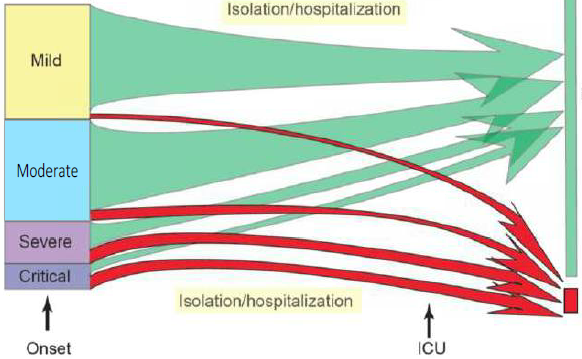 Isolation/hospitalization
Mild
Moderate
Severe
Critical
Isolation/hospitalization
Onset
ICU